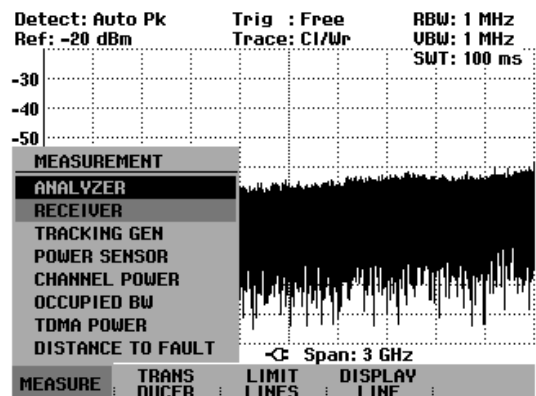 Detect: Auto Pk Trig : Free RBW: 1 MHz
Ref: -20 dBm Trace: Cl/Wr VBW: 1 MHz
SWT: 100 ms
-30
-40
-50
MEASUREMENT
ANALYZER
RECEIVER
TRACKING GEN
POWER SENSOR
CHANNEL POWER
OCCUPIED BW
TDMA POWER
DISTANCE TO FAULT
Span: 3 GHz
MEASURE TRANS LIMIT DISPLAY
DUCER LINES LINE